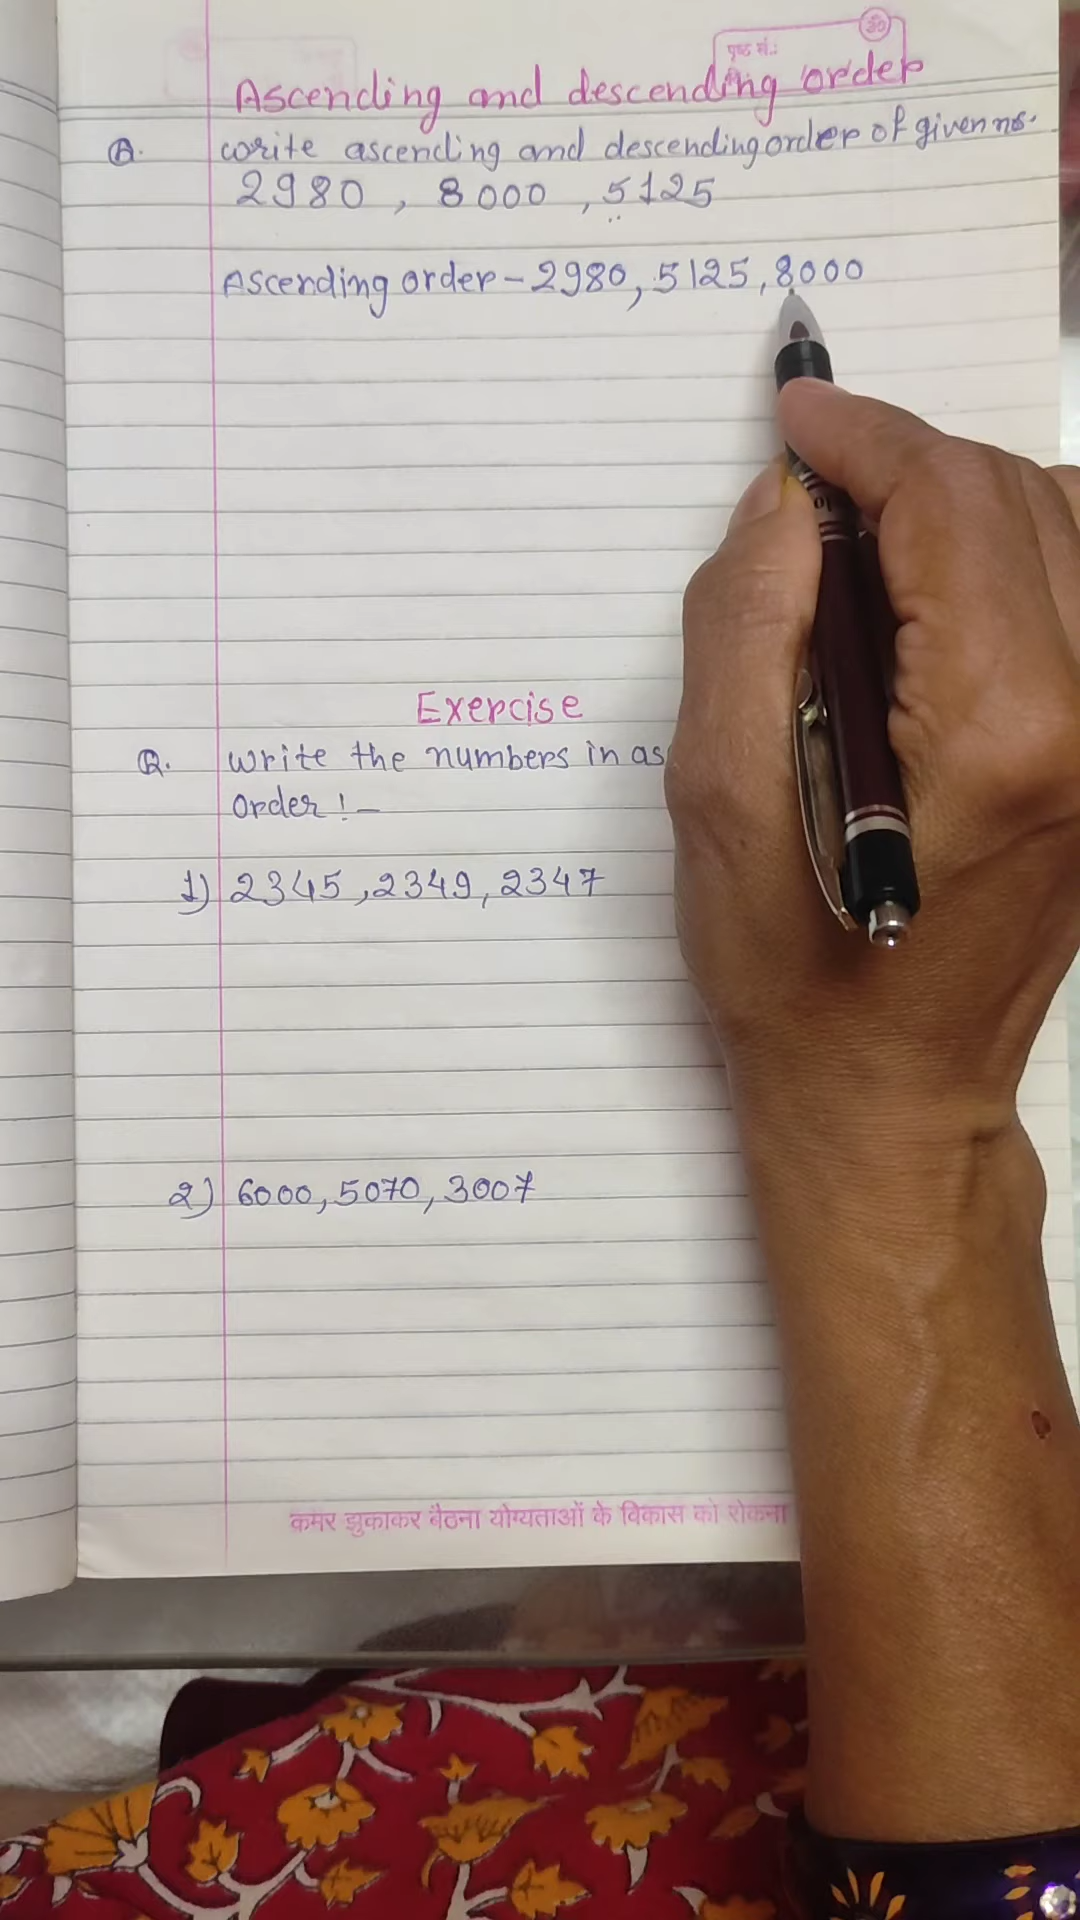 पृष्ठ सं.:
Ascending and descending order
Q. write ascending and descending order of given no.
2980 , 8000 , 5125
Ascending order - 2980, 5125, 8000
Exercise
Q. Write the numbers in as
order :-
1) 2345, 2349, 2347
2) 6000, 5070, 3007
कमर झुकाकर बैठना योग्यताओं के विकास को रोकना